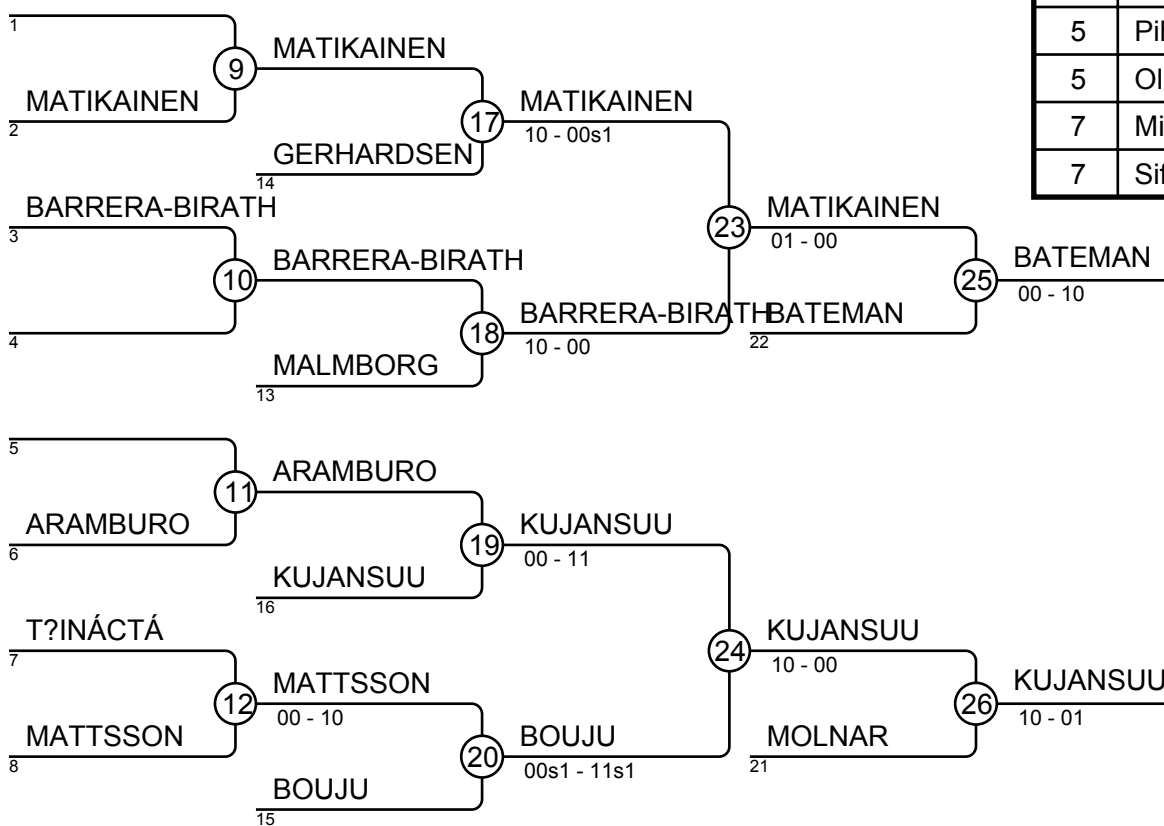 1
MATIKAINEN
2
9
MATIKAINEN
GERHARDSEN
14
17
MATIKAINEN
10 - 00s1
BARRERA-BIRATH
3
4
10
BARRERA-BIRATH
MALMBORG
13
18
BARRERA-BIRATH
10 - 00
23
MATIKAINEN
01 - 00
BATEMAN
22
25
BATEMAN
00 - 10
5
ARAMBURO
6
11
ARAMBURO
KUJANSUU
16
19
KUJANSUU
00 - 11
T?INÁCTÁ
7
MATTSSON
8
12
MATTSSON
00 - 10
BOUJU
15
20
BOUJU
00s1 - 11s1
24
KUJANSUU
10 - 00
MOLNAR
21
26
KUJANSUU
10 - 01
5
5
7
7